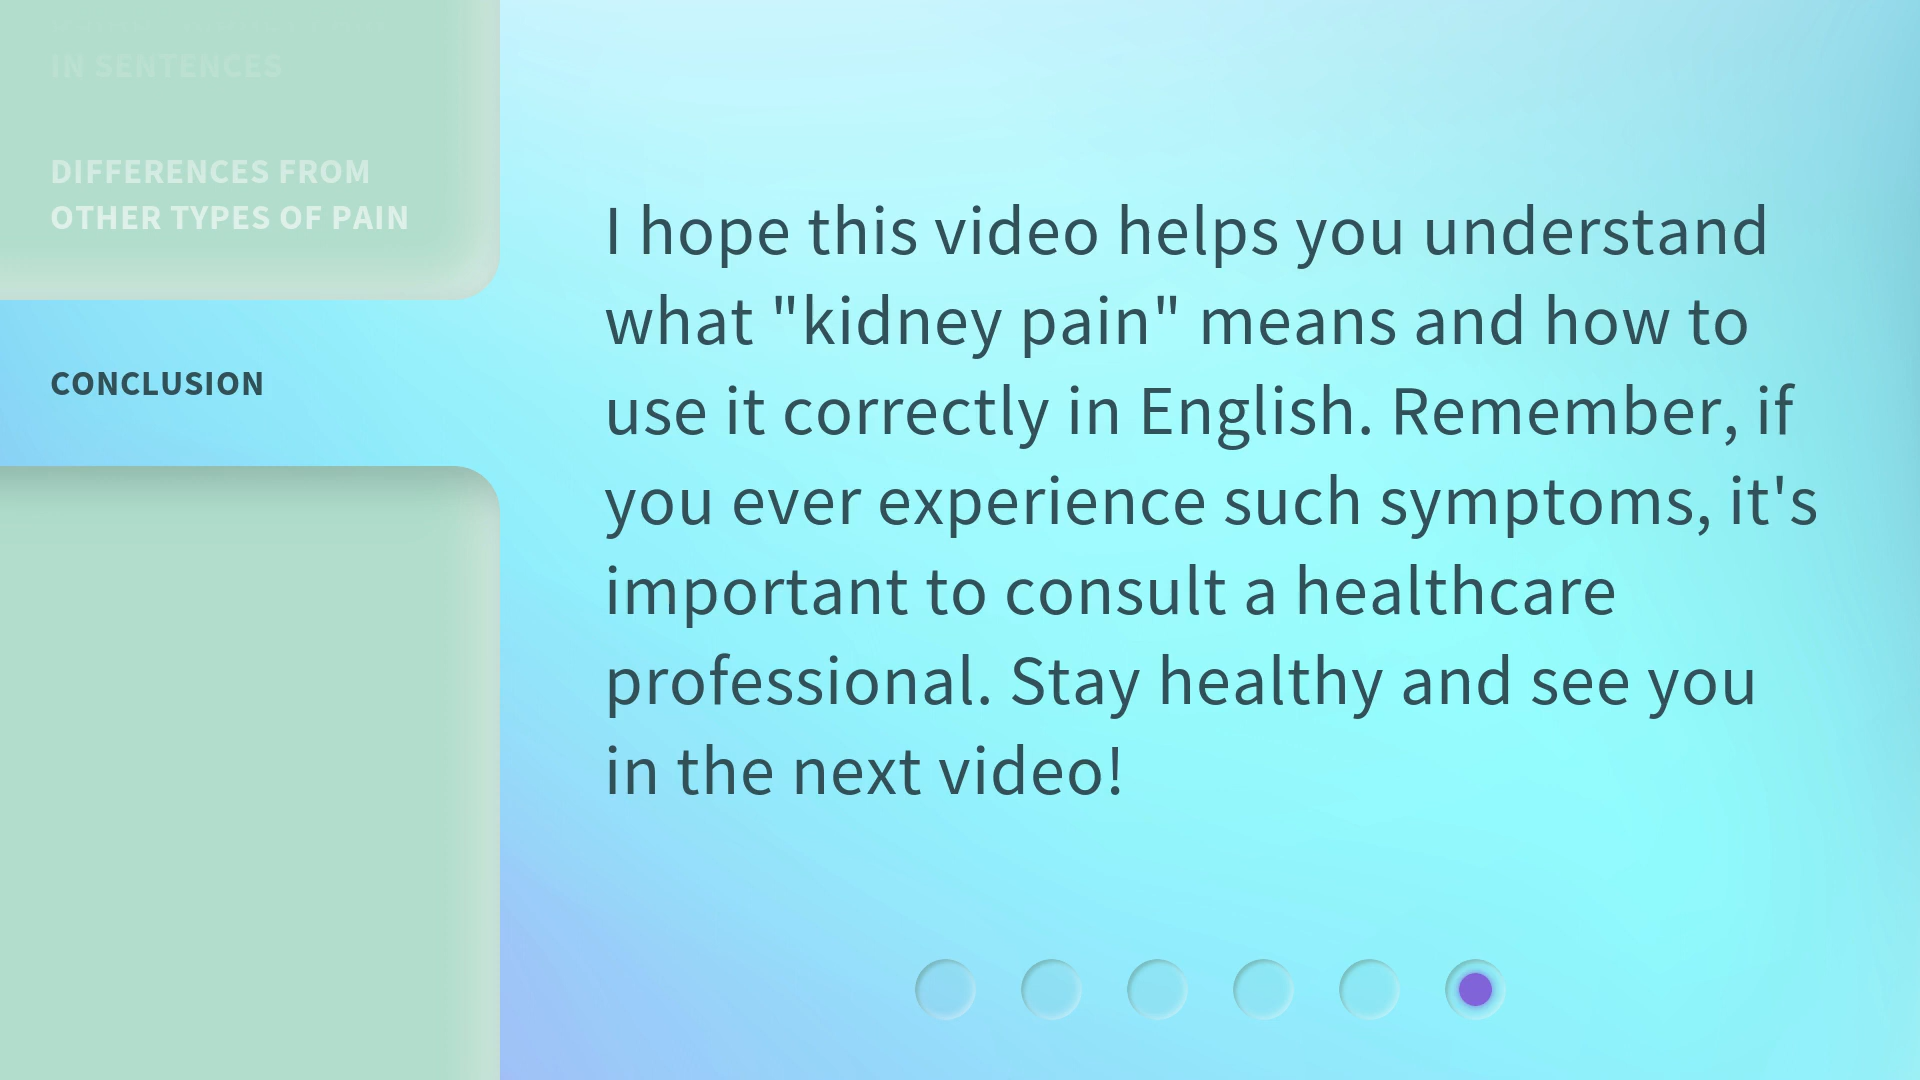 IN SENTENCES
DIFFERENCES FROM
OTHER TYPES OF PAIN
CONCLUSION
I hope this video helps you understand
what "kidney pain" means and how to
use it correctly in English. Remember, if
you ever experience such symptoms, it's
important to consult a healthcare
professional. Stay healthy and see you
in the next video!